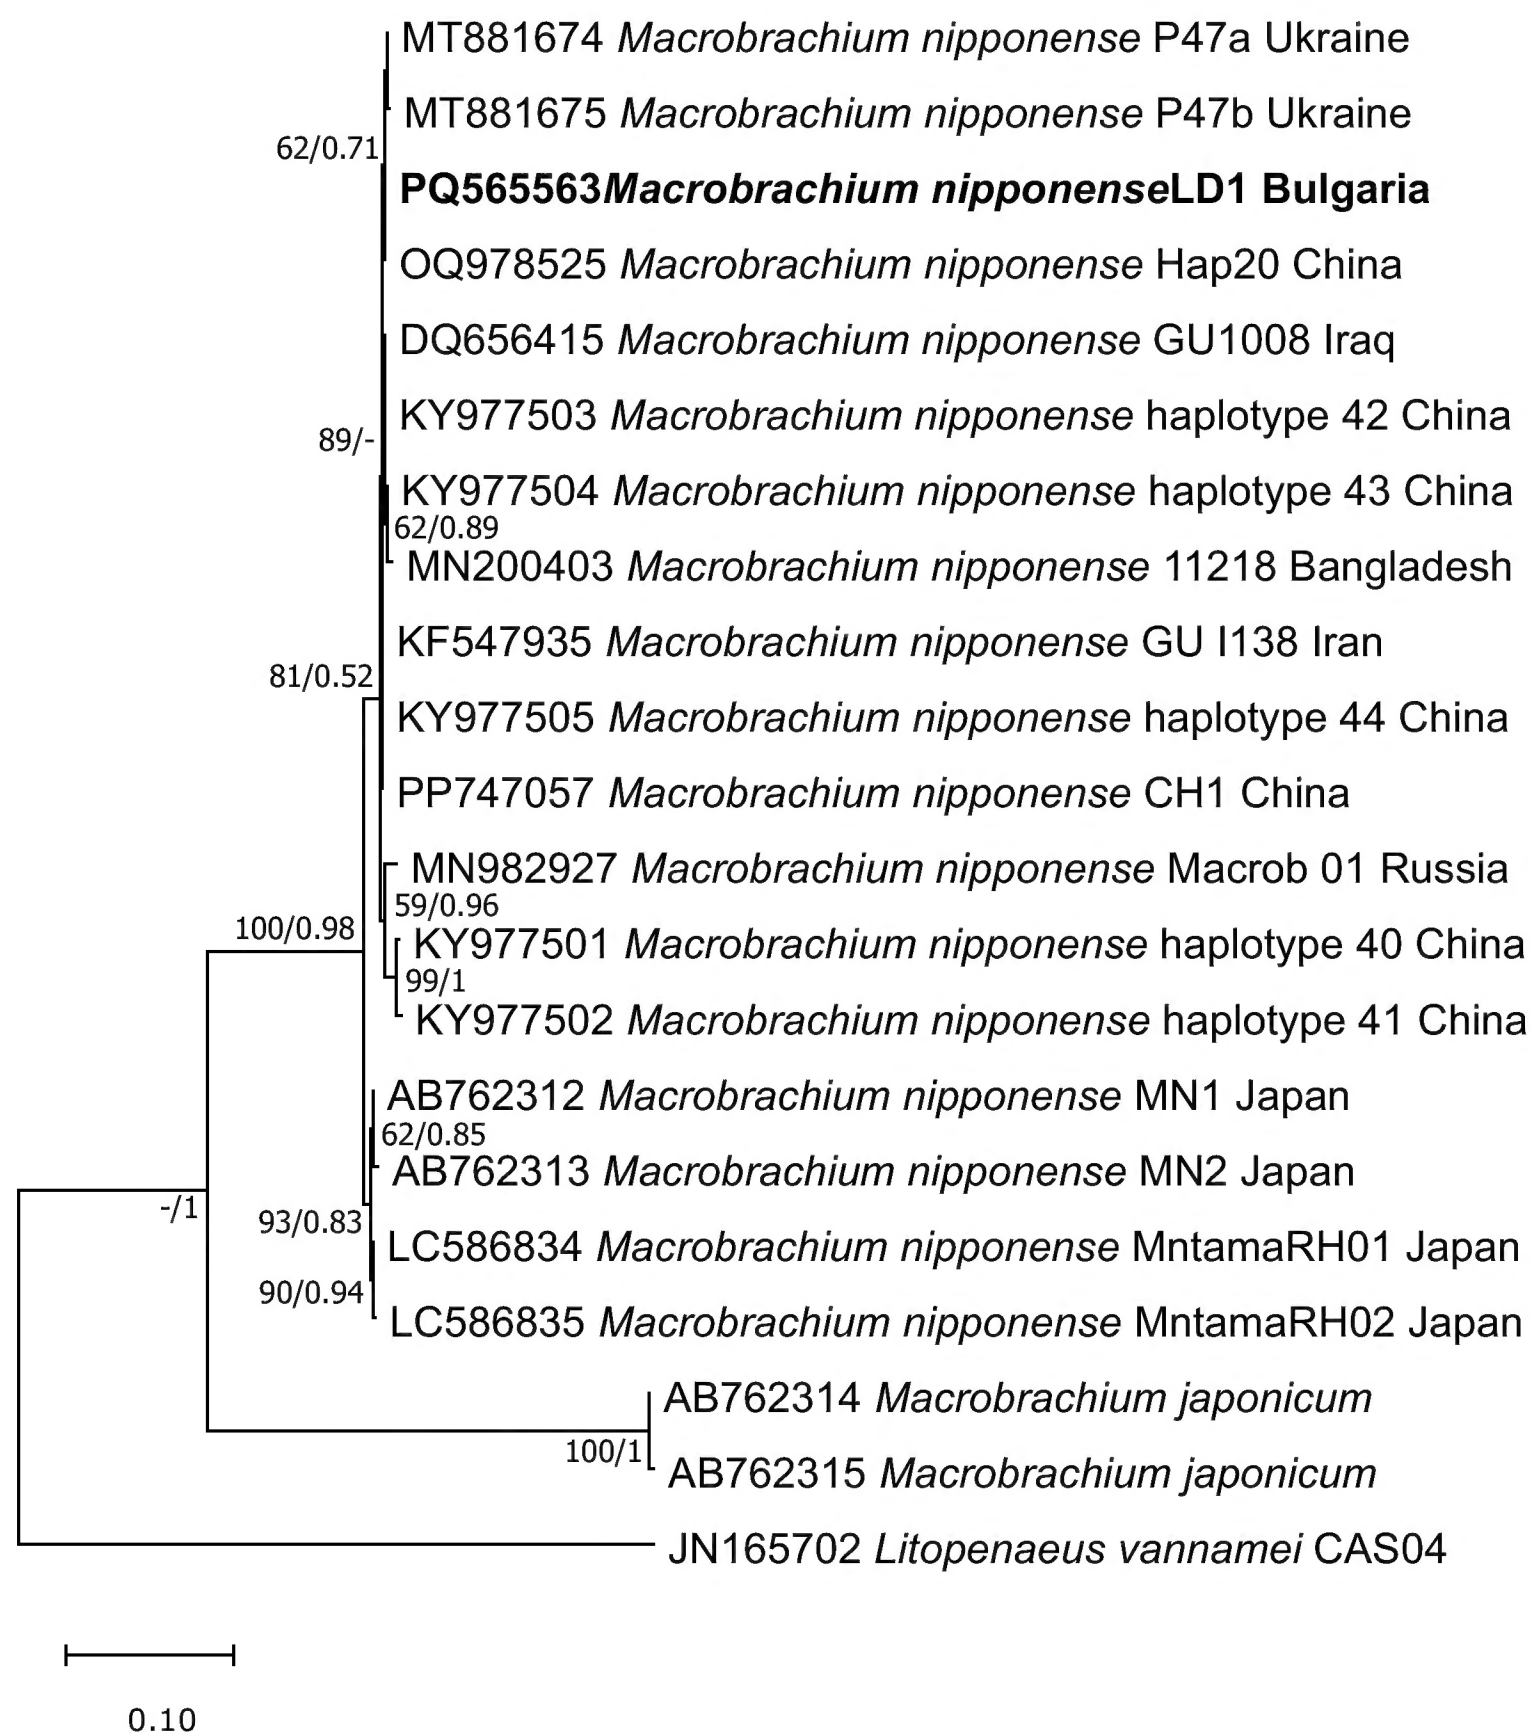 MT881674 Macrobrachium nipponense P47a Ukraine
MT881675 Macrobrachium nipponense P47b Ukraine
62/0.71
PQ565563Macrobrachium nipponenseLD1 Bulgaria
OQ978525 Macrobrachium nipponense Hap20 China
DQ656415 Macrobrachium nipponense GU1008 Iraq
KY977503 Macrobrachium nipponense haplotype 42 China
89/-
KY977504 Macrobrachium nipponense haplotype 43 China
62/0.89
MN200403 Macrobrachium nipponense 11218 Bangladesh
KF547935 Macrobrachium nipponense GU I138 Iran
81/0.52
KY977505 Macrobrachium nipponense haplotype 44 China
PP747057 Macrobrachium nipponense CH1 China
MN982927 Macrobrachium nipponense Macrob 01 Russia
59/0.96
100/0.98
KY977501 Macrobrachium nipponense haplotype 40 China
99/1
KY977502 Macrobrachium nipponense haplotype 41 China
AB762312 Macrobrachium nipponense MN1 Japan
62/0.85
AB762313 Macrobrachium nipponense MN2 Japan
-/1
93/0.83
LC586834 Macrobrachium nipponense MntamaRH01 Japan
90/0.94
LC586835 Macrobrachium nipponense MntamaRH02 Japan
AB762314 Macrobrachium japonicum
100/1
AB762315 Macrobrachium japonicum
JN165702 Litopenaeus vannamei CAS04
0.10